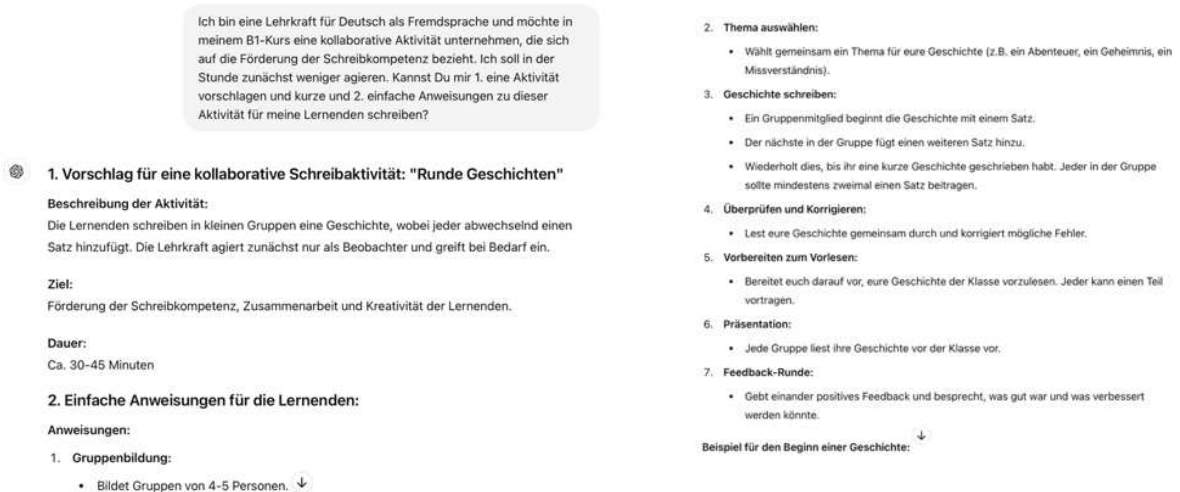 Ich bin eine Lehrkraft für Deutsch als Fremdsprache und möchte in
meinem B1-Kurs eine kollaborative Aktivität unternehmen, die sich
auf die Förderung der Schreibkompetenz bezieht. Ich soll in der
Stunde zunächst weniger agieren. Kannst Du mir 1. eine Aktivität
vorschlagen und kurze und 2. einfache Anweisungen zu dieser
Aktivität für meine Lernenden schreiben?
1. Vorschlag für eine kollaborative Schreibaktivität: "Runde Geschichten"
Beschreibung der Aktivität:
Die Lernenden schreiben in kleinen Gruppen eine Geschichte, wobei jeder abwechselnd einen
Satz hinzufügt. Die Lehrkraft agiert zunächst nur als Beobachter und greift bei Bedarf ein.
Ziel:
Förderung der Schreibkompetenz, Zusammenarbeit und Kreativität der Lernenden.
Dauer:
Ca. 30-45 Minuten
2. Einfache Anweisungen für die Lernenden:
Anweisungen:
1. Gruppenbildung:
• Bildet Gruppen von 4-5 Personen.
2. Thema auswählen:
• Wählt gemeinsam ein Thema für eure Geschichte (z.B. ein Abenteuer, ein Geheimnis, ein
Missverständnis).
3. Geschichte schreiben:
• Ein Gruppenmitglied beginnt die Geschichte mit einem Satz.
• Der nächste in der Gruppe fügt einen weiteren Satz hinzu.
• Wiederholt dies, bis ihr eine kurze Geschichte geschrieben habt. Jeder in der Gruppe
sollte mindestens zweimal einen Satz beitragen.
4. Überprüfen und Korrigieren:
• Lest eure Geschichte gemeinsam durch und korrigiert mögliche Fehler.
5. Vorbereiten zum Vorlesen:
• Bereitet euch darauf vor, eure Geschichte der Klasse vorzulesen. Jeder kann einen Teil
vortragen.
6. Präsentation:
• Jede Gruppe liest ihre Geschichte vor der Klasse vor.
7. Feedback-Runde:
• Gebt einander positives Feedback und besprecht, was gut war und was verbessert
werden könnte.
Beispiel für den Beginn einer Geschichte: